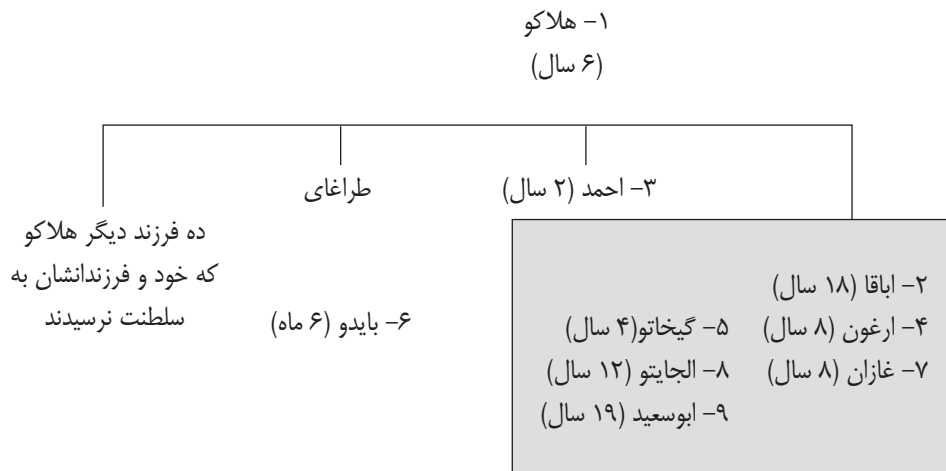 ۱- هلاکو
(۶ سال)
۳- احمد (۲ سال)
طراغای
ده فرزند دیگر هلاکو
که خود و فرزندانشان به
سلطنت نرسیدند
۲- اباقا (۱۸ سال)
۴- ارغون (۸ سال)
۵- گیخاتو(۴ سال)
۶- بایدو (۶ ماه)
۷- غازان (۸ سال)
۸- الجایتو (۱۲ سال)
۹- ابوسعید (۱۹ سال)